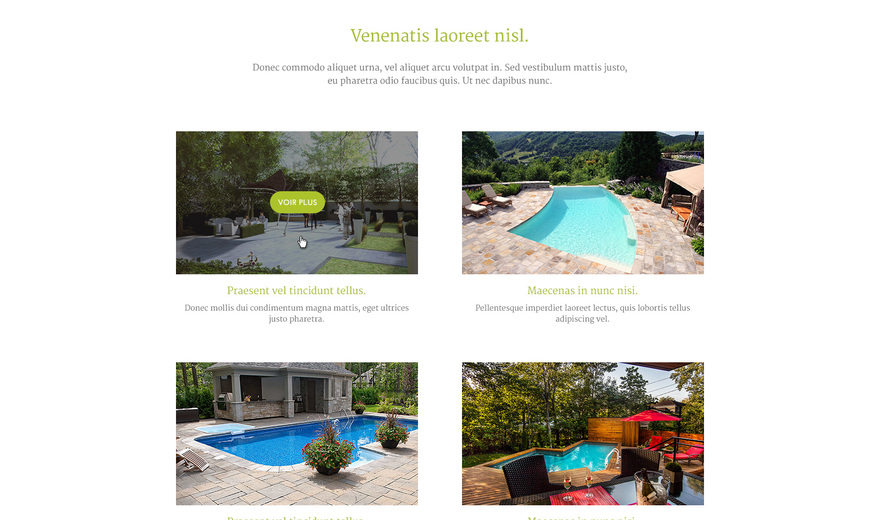 Venenatis laoreet nisl.
Donec commodo aliquet urna, vel aliquet arcu volutpat in. Sed vestibulum mattis justo,
eu pharetra odio faucibus quis. Ut nec dapibus nunc.
VOIR PLUS
Praesent vel tincidunt tellus.
Donec mollis dui condimentum magna mattis, eget ultrices
justo pharetra.
Maecenas in nunc nisi.
Pellentesque imperdiet laoreet lectus, quis lobortis tellus
adipiscing vel.